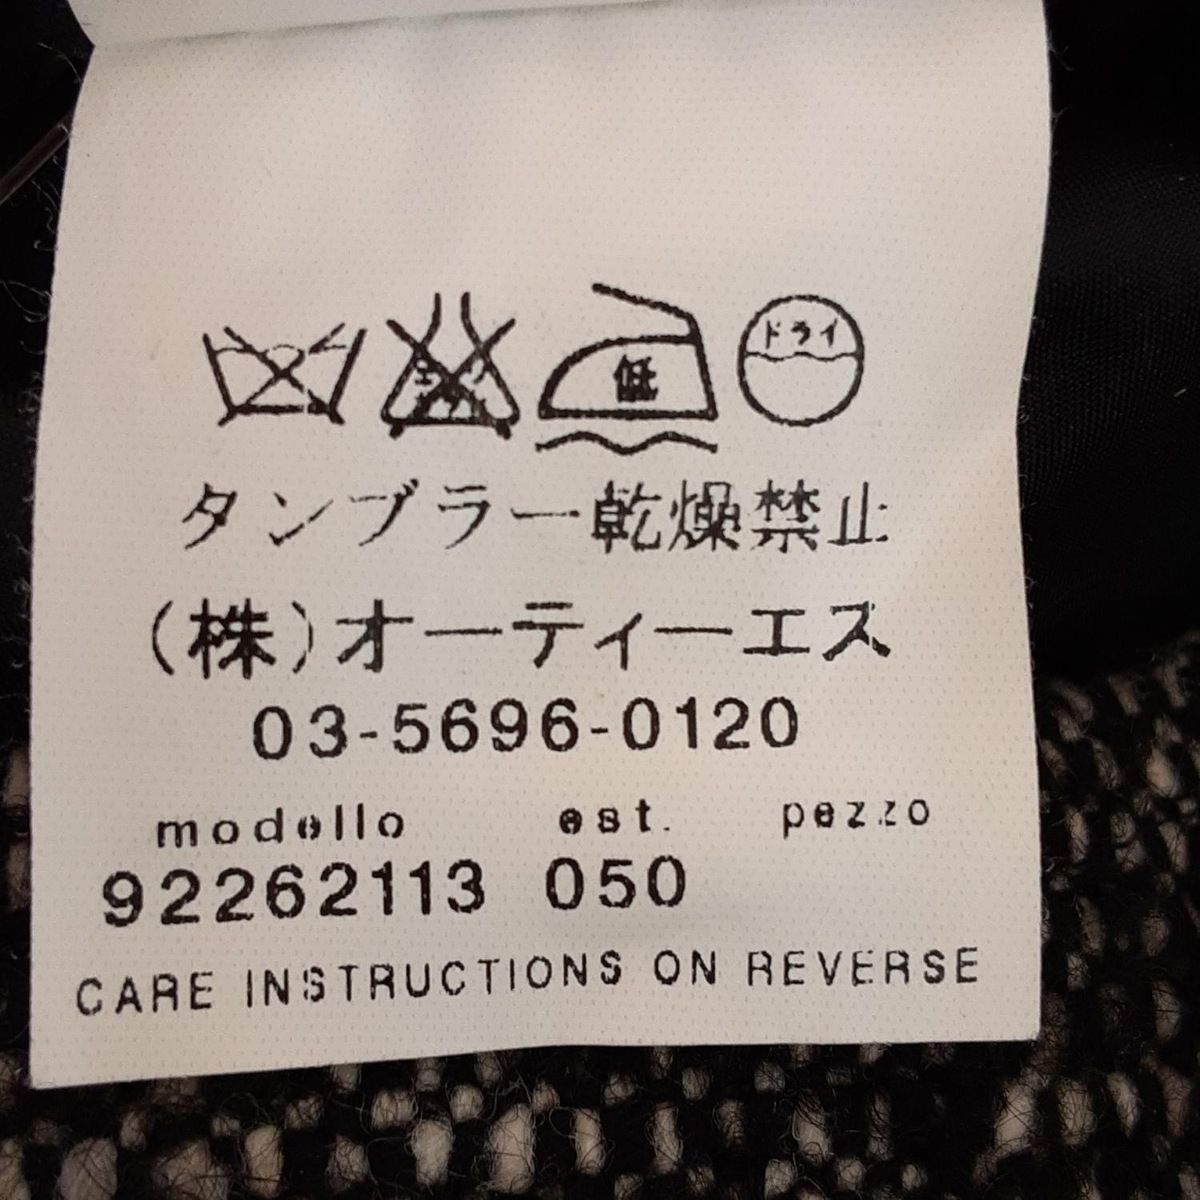 低 ドライ
タンブラー乾燥禁止
(株)オーティーエス
03-5696-0120
modello est. pezzo
92262113 050
CARE INSTRUCTIONS ON REVERSE